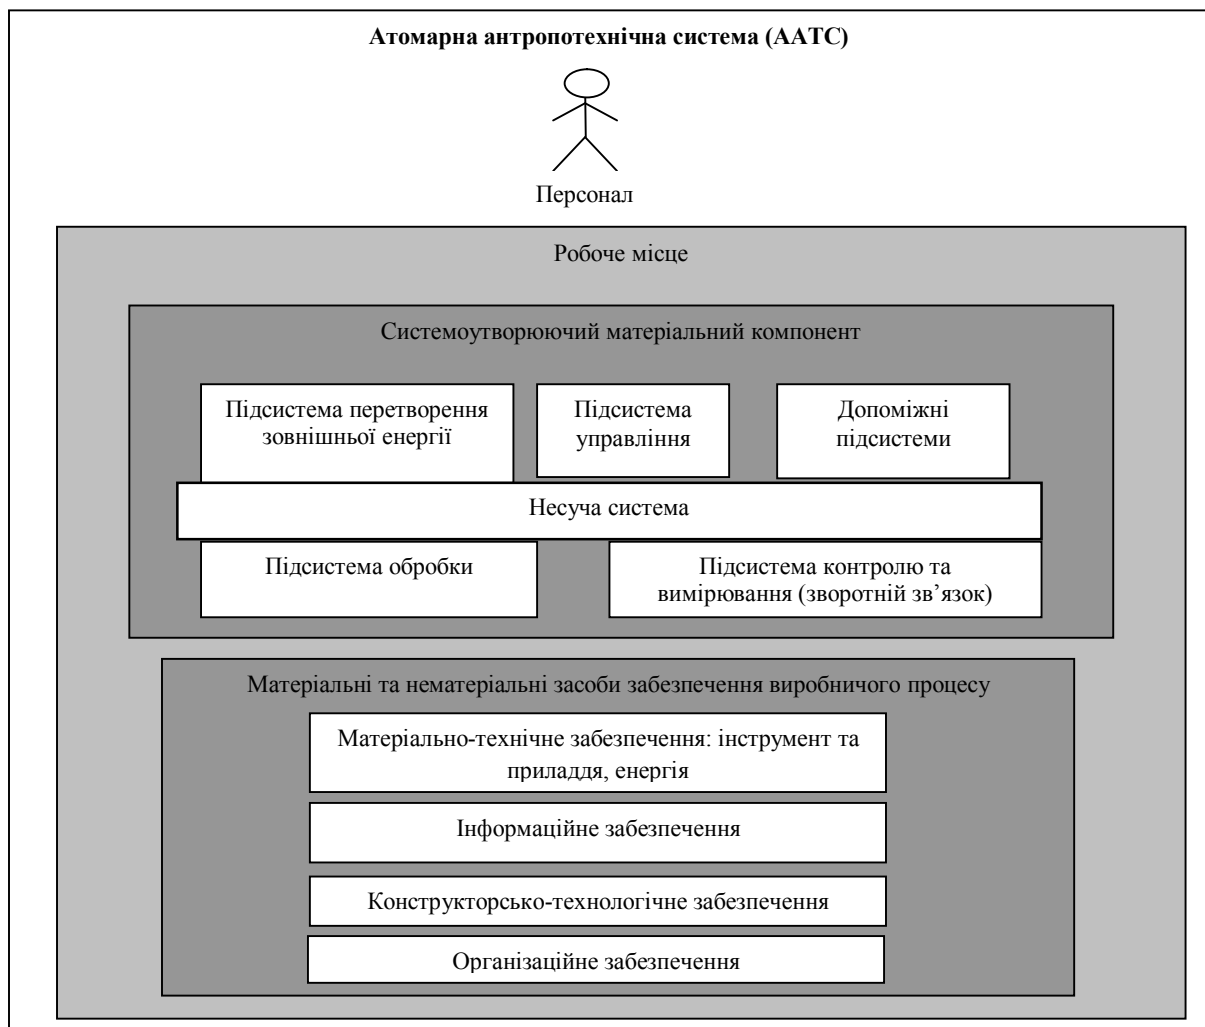 Атомарна антропотехнічна система (ААТС)
Персонал
Робоче місце
Системоутворюючий матеріальний компонент
Підсистема перетворення
зовнішньої енергії
Підсистема
управління
Допоміжні
підсистеми
Несуча система
Підсистема обробки
Підсистема контролю та
вимірювання (зворотній зв’язок)
Матеріальні та нематеріальні засоби забезпечення виробничого процесу
Матеріально-технічне забезпечення: інструмент та
приладдя, енергія
Інформаційне забезпечення
Конструкторсько-технологічне забезпечення
Організаційне забезпечення